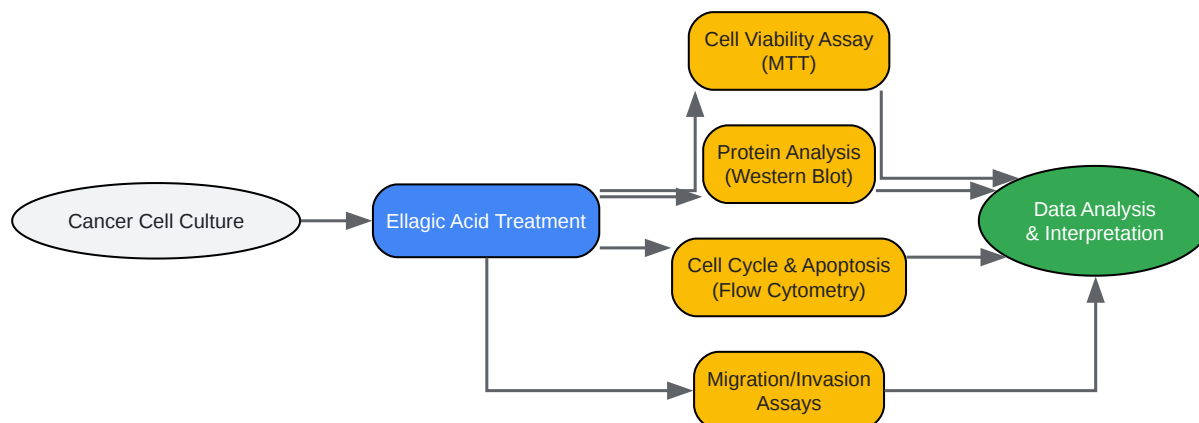 Cell Viability Assay
(MTT)
Protein Analysis
(Western Blot)
Cancer Cell Culture
Ellagic Acid Treatment
Data Analysis
& Interpretation
Cell Cycle & Apoptosis
(Flow Cytometry)
Migration/Invasion
Assays